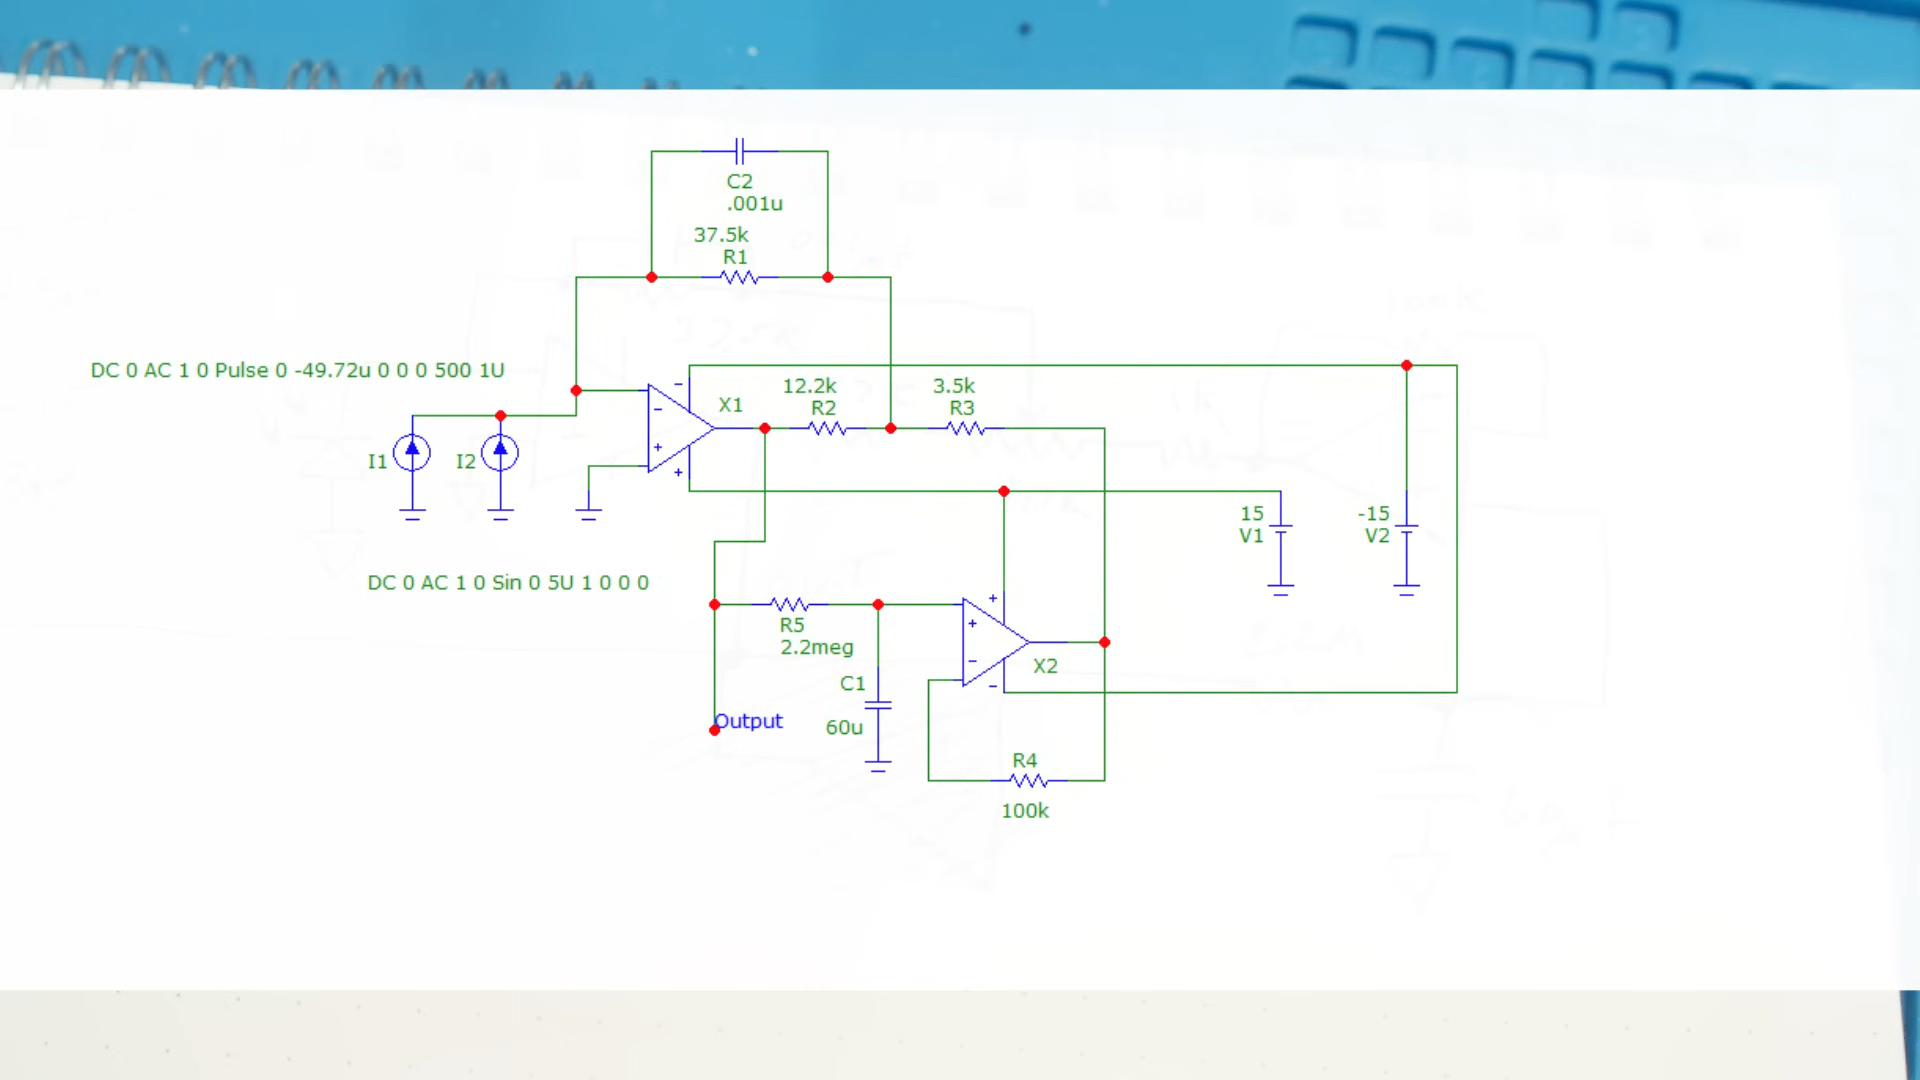 C2
.001u
37.5k
R1
DC 0 AC 1 0 Pulse 0 -49.72u 0 0 0 500 1U
X1
12.2k
R2
3.5k
R3
I1
I2
15
V1
-15
V2
DC 0 AC 1 0 Sin 0 5U 1 0 0 0
R5
2.2meg
X2
C1
60u
Output
R4
100k